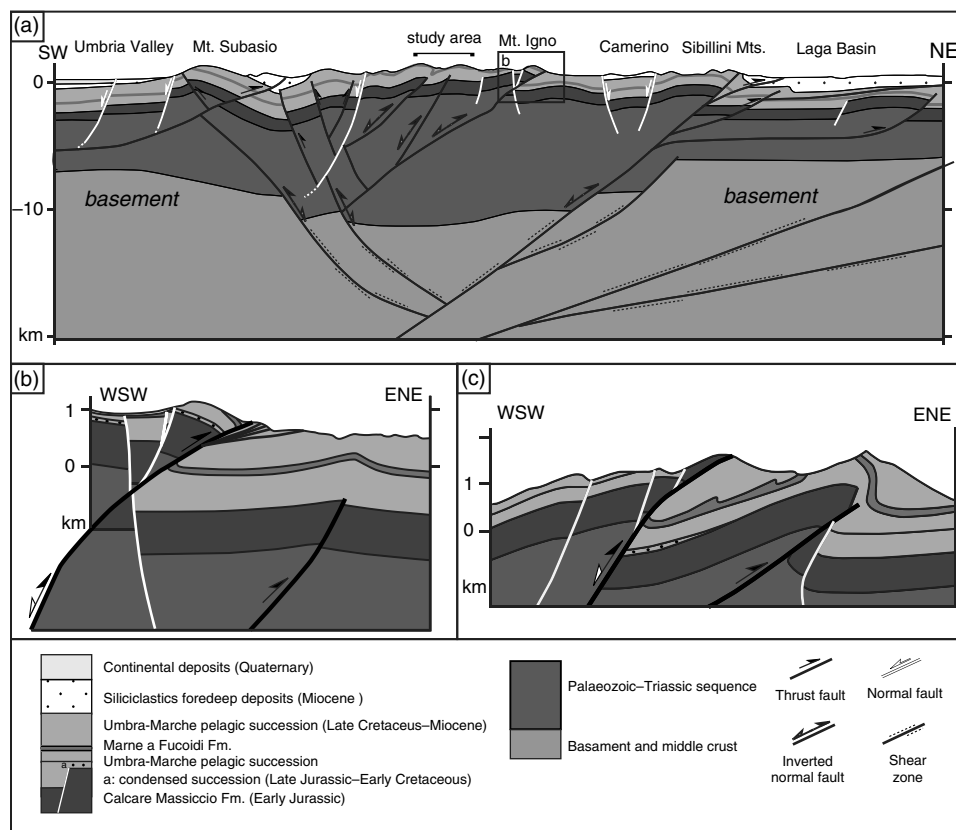 (a)
SW
Umbria Valley
Mt. Subasio
study area
Mt. Igno
b
Camerino
Sibillini Mts.
Laga Basin
NE
0
0
basement
basement
–10
–10
km
km
(b)
WSW
ENE
1
0
km
(c)
WSW
ENE
1
0
km
Continental deposits (Quaternary)
Siliciclastics foredeep deposits (Miocene )
Umbra-Marche pelagic succession (Late Cretaceus–Miocene)
Marne a Fucoidi Fm.
Umbra-Marche pelagic succession
a
a: condensed succession (Late Jurassic–Early Cretaceous)
Calcare Massiccio Fm. (Early Jurassic)
Palaeozoic–Triassic sequence
Basament and middle crust
Thrust fault
Normal fault
Inverted
normal fault
Shear
zone